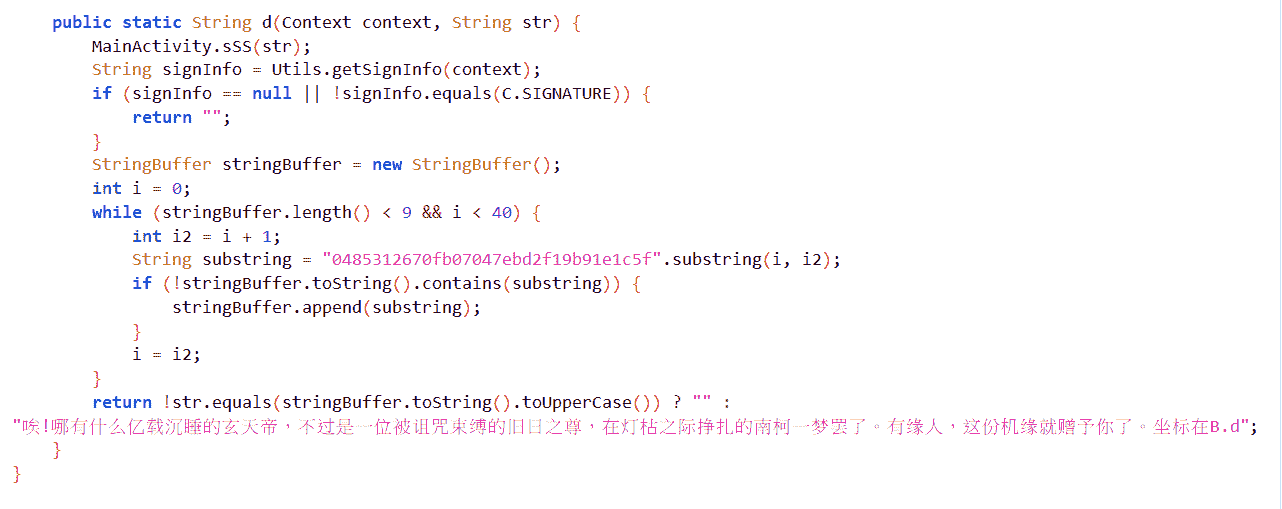 public static String d(Context context, String str) {
MainActivity.sSS(str);
String signInfo = Utils.getSignInfo(context);
if (signInfo == null || !signInfo.equals(C.SIGNATURE)) {
return "";
}
StringBuffer stringBuffer = new StringBuffer();
int i = 0;
while (stringBuffer.length() < 9 && i < 40) {
int i2 = i + 1;
String substring = "0485312670fb07047ebd2f19b91e1c5f".substring(i, i2);
if (!stringBuffer.toString().contains(substring)) {
stringBuffer.append(substring);
}
i = i2;
}
return !str.equals(stringBuffer.toString().toUpperCase()) ? "" :
"唉!哪有什么亿载沉睡的玄天帝，不过是一位被诅咒束缚的旧日之尊，在灯枯之际挣扎的南柯一梦罢了。有缘人，这份机缘就赠予你了。坐标在B.d";
}
}